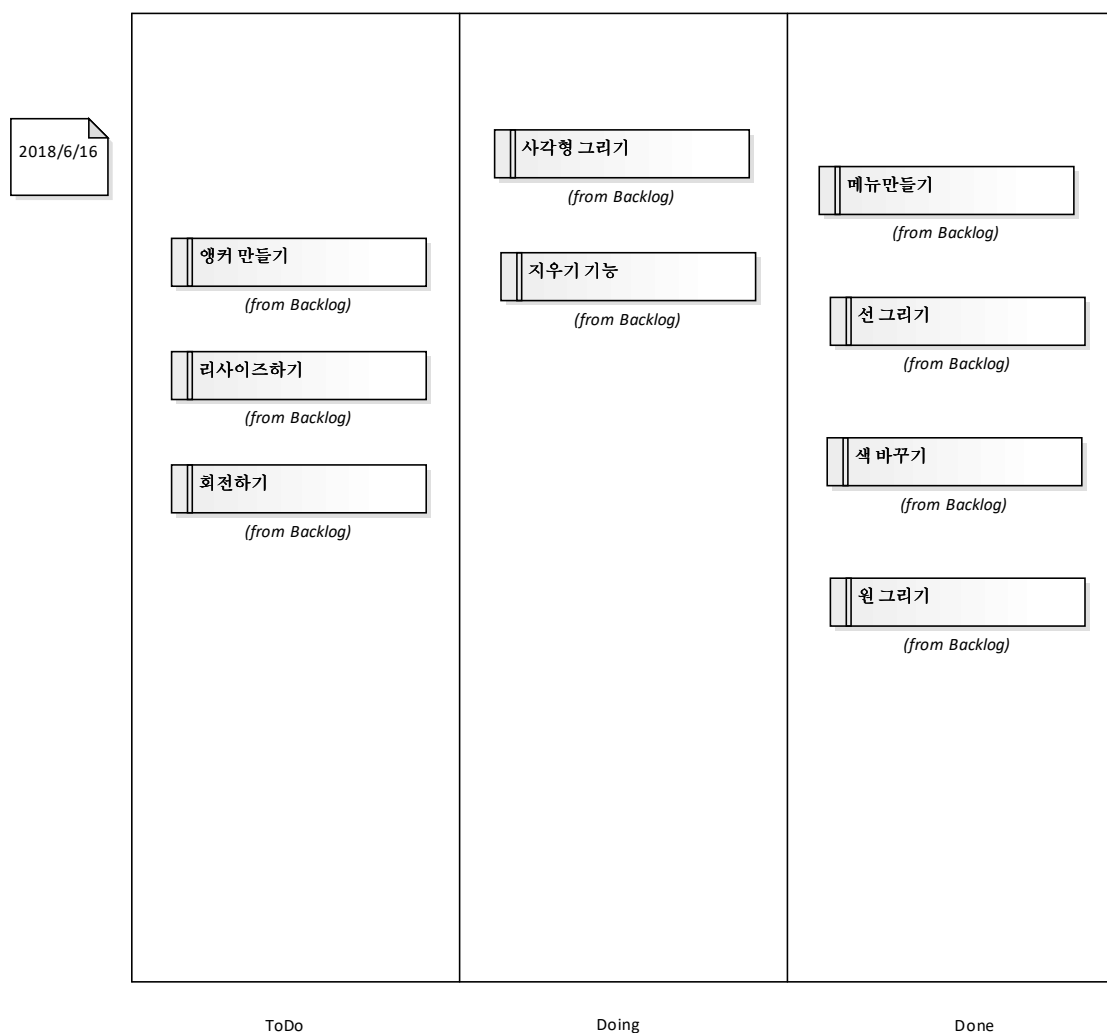 2018/6/16
앵커 만들기
(from Backlog)
리사이즈하기
(from Backlog)
회전하기
(from Backlog)
사각형 그리기
(from Backlog)
지우기 기능
(from Backlog)
메뉴만들기
(from Backlog)
선 그리기
(from Backlog)
색 바꾸기
(from Backlog)
원 그리기
(from Backlog)
ToDo
Doing
Done